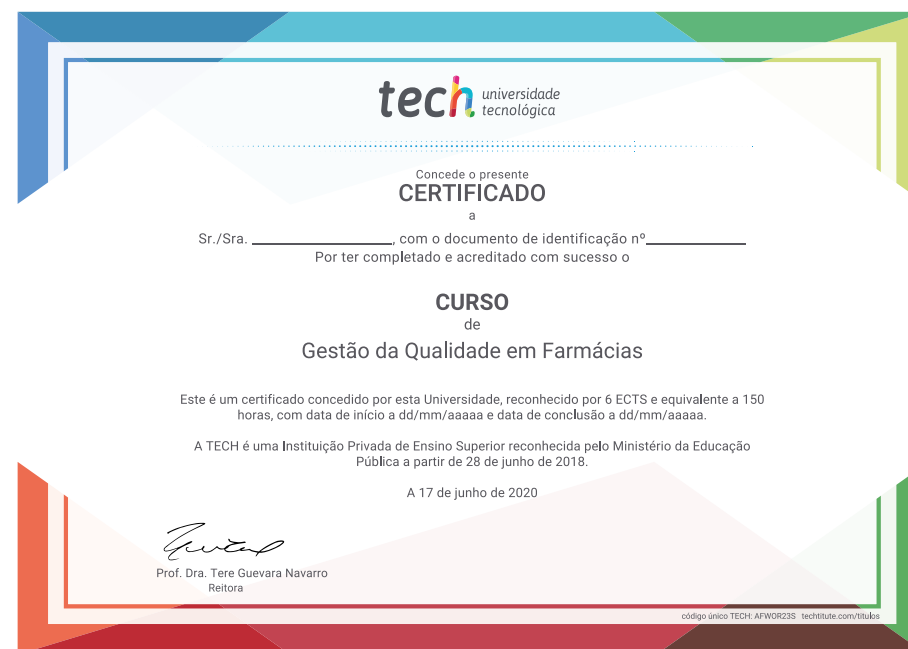 tech universidade
tecnológica
Concede o presente
CERTIFICADO
a
Sr./Sra. ____________________, com o documento de identificação nº______________
Por ter completado e acreditado com sucesso o
CURSO
de
Gestão da Qualidade em Farmácias
Este é um certificado concedido por esta Universidade, reconhecido por 6 ECTS e equivalente a 150
horas, com data de início a dd/mm/aaaaa e data de conclusão a dd/mm/aaaaa.
A TECH é uma Instituição Privada de Ensino Superior reconhecida pelo Ministério da Educação
Pública a partir de 28 de junho de 2018.
A 17 de junho de 2020
Prof. Dra. Tere Guevara Navarro
Reitora
código único TECH: AFWOR23S techtitute.com/titulos